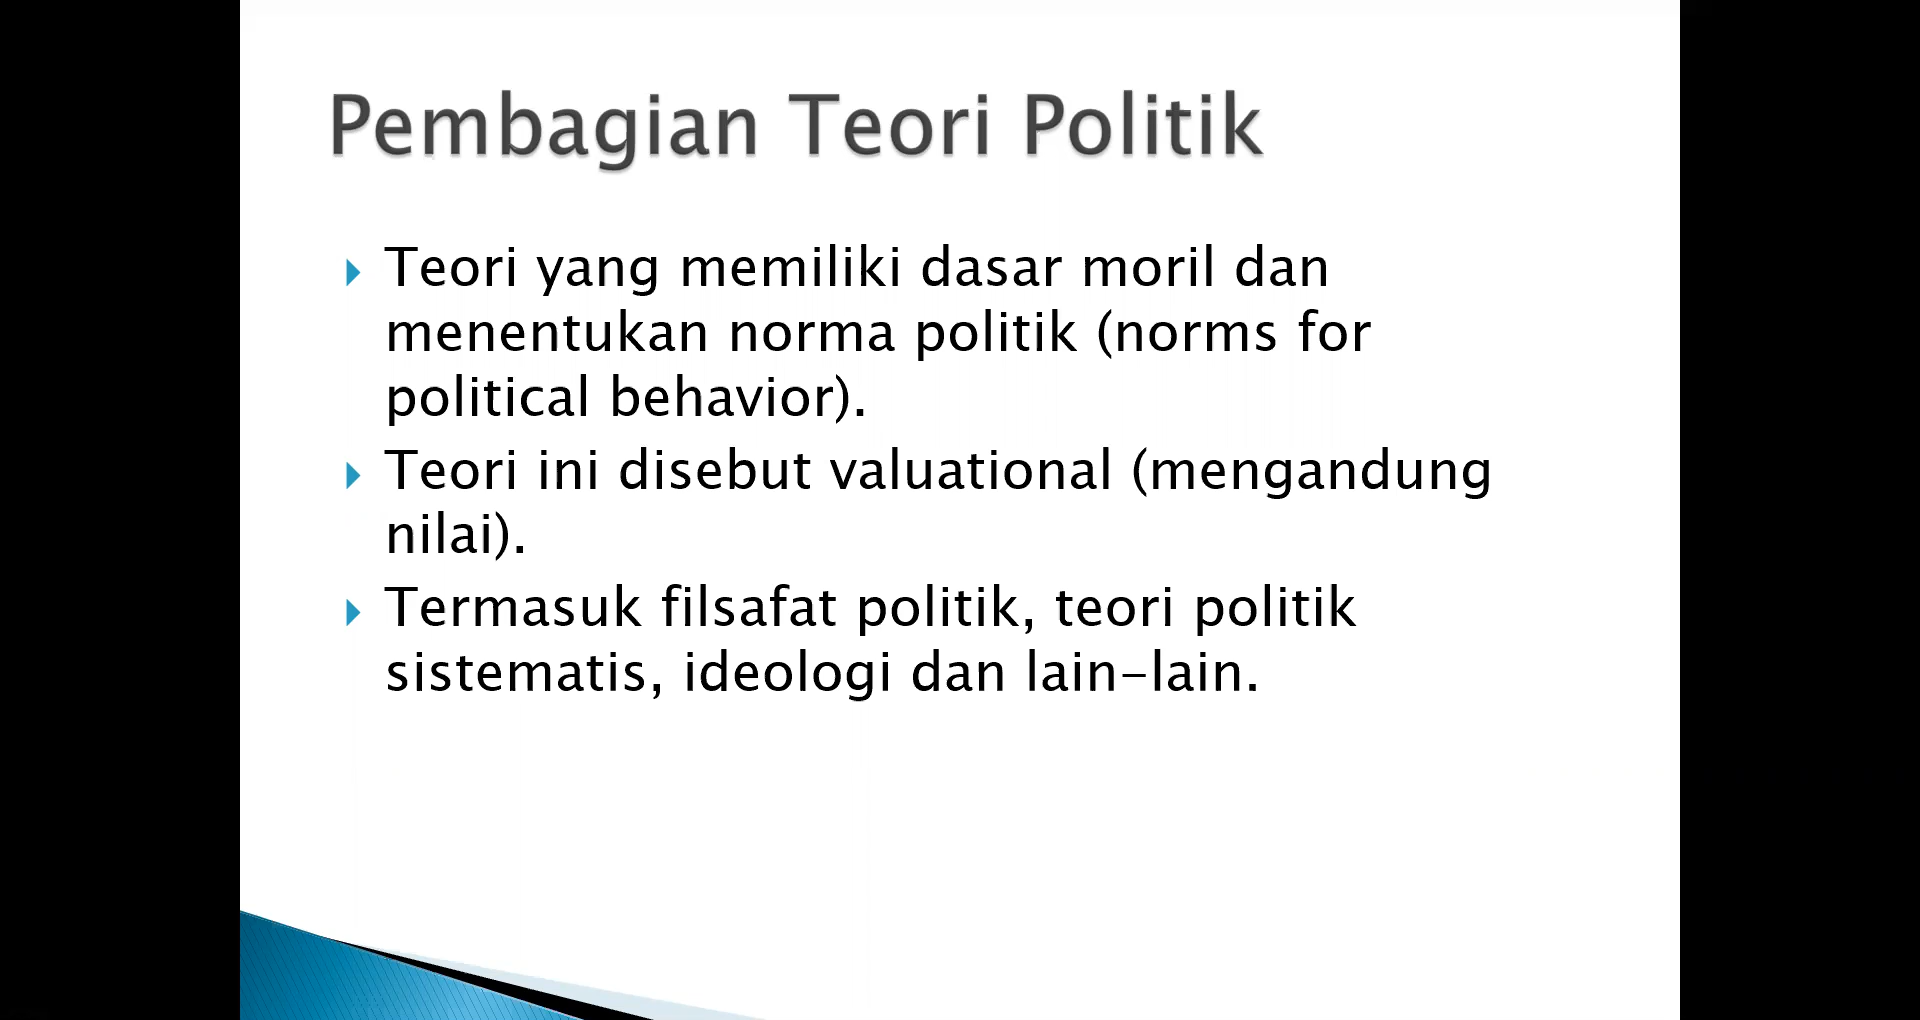 Pembagian Teori Politik
Teori yang memiliki dasar moril dan
menentukan norma politik (norms for
political behavior).
Teori ini disebut valuational (mengandung
nilai).
Termasuk filsafat politik, teori politik
sistematis, ideologi dan lain-lain.